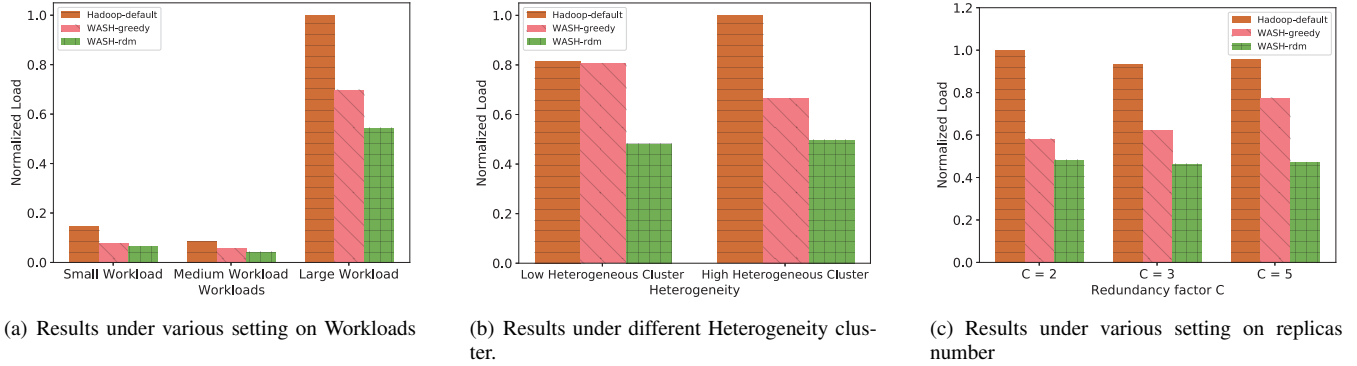 1.0
0.8
0.6
0.4
0.2
0.0
Normalized Load
Hadoop-default
WASH-greedy
WASH-rdm
Small Workload Medium Workload Large Workload
Workloads
(a) Results under various setting on Workloads
1.0
0.8
0.6
0.4
0.2
0.0
Normalized Load
Hadoop-default
WASH-greedy
WASH-rdm
Low Heterogeneous Cluster High Heterogeneous Cluster
Heterogeneity
(b) Results under different Heterogeneity clus-
ter.
1.2
1.0
0.8
0.6
0.4
0.2
0.0
Normalized Load
Hadoop-default
WASH-greedy
WASH-rdm
C = 2 C = 3 C = 5
Redundancy factor C
(c) Results under various setting on replicas
number